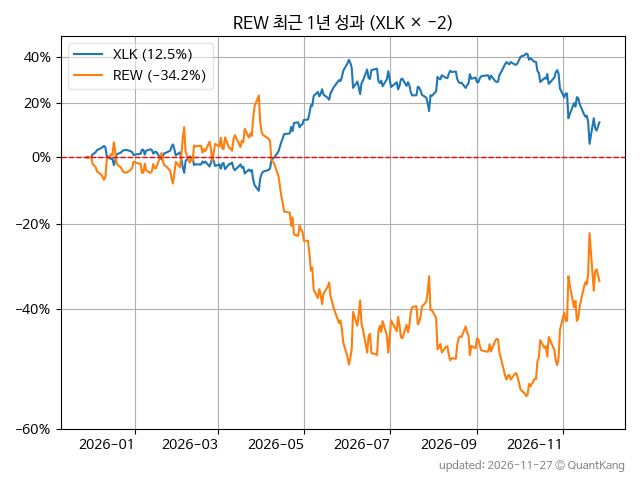 REW 최근 1년 성과 (XLK × −2)
XLK (12.5%)
REW (−34.2%)
40%
20%
0%
−20%
−40%
−60%
2026-01 2026-03 2026-05 2026-07 2026-09 2026-11
updated: 2026-11-27 © QuantKang